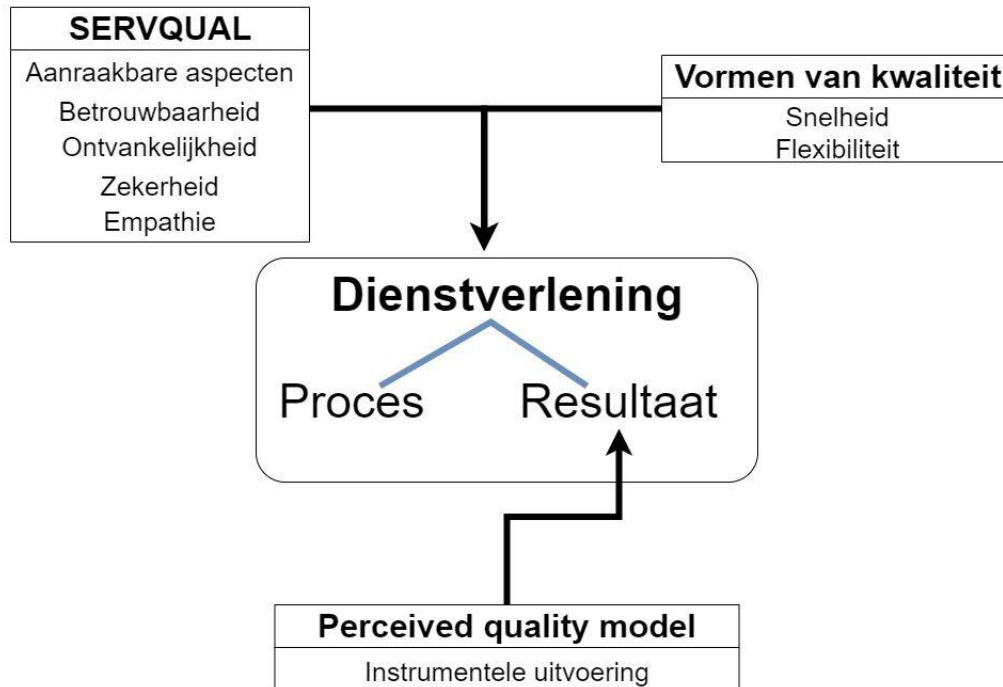 SERVQUAL
Aanraakbare aspecten
Betrouwbaarheid
Ontvankelijkheid
Zekerheid
Empathie
Vormen van kwaliteit
Snelheid
Flexibiliteit
Dienstverlening
Proces
Resultaat
Perceived quality model
Instrumentele uitvoering